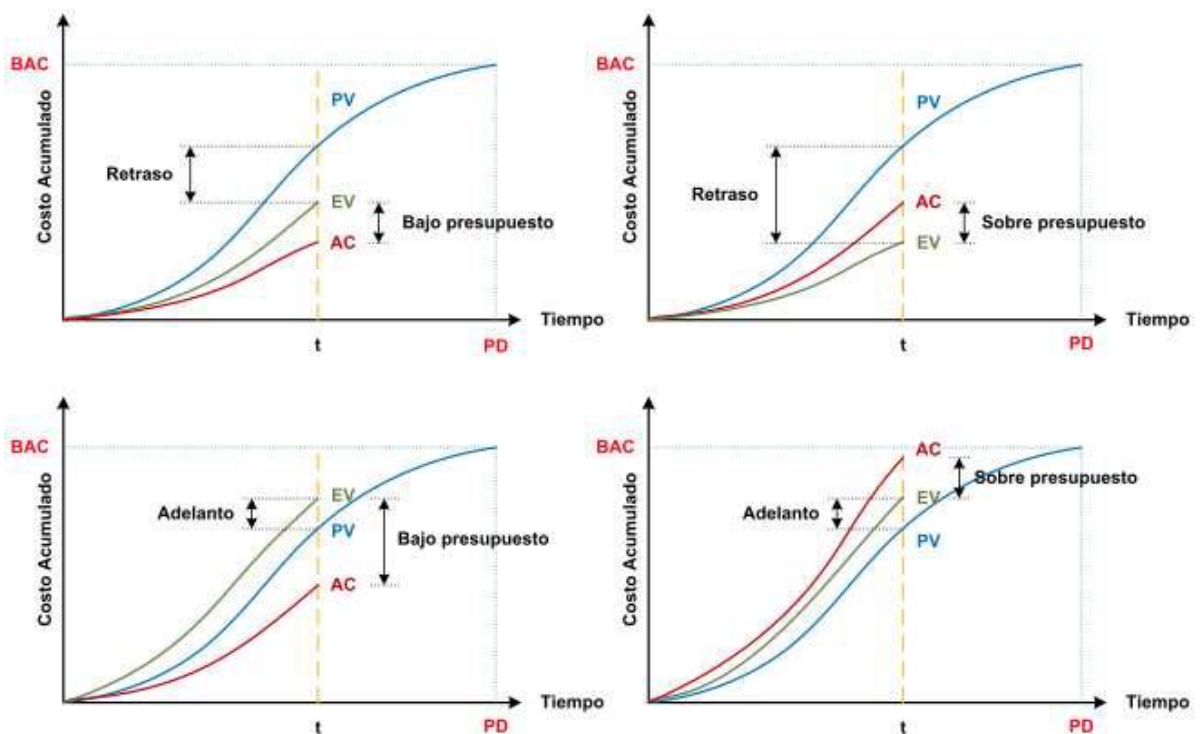 BAC
Costo Acumulado
PV
Retraso
EV
Bajo presupuesto
AC
Tiempo
t
PD
BAC
Costo Acumulado
PV
Retraso
AC
Sobre presupuesto
EV
Tiempo
t
PD
BAC
Costo Acumulado
EV
Adelanto
PV
Bajo presupuesto
AC
Tiempo
t
PD
BAC
Costo Acumulado
AC
Sobre presupuesto
EV
Adelanto
PV
Tiempo
t
PD